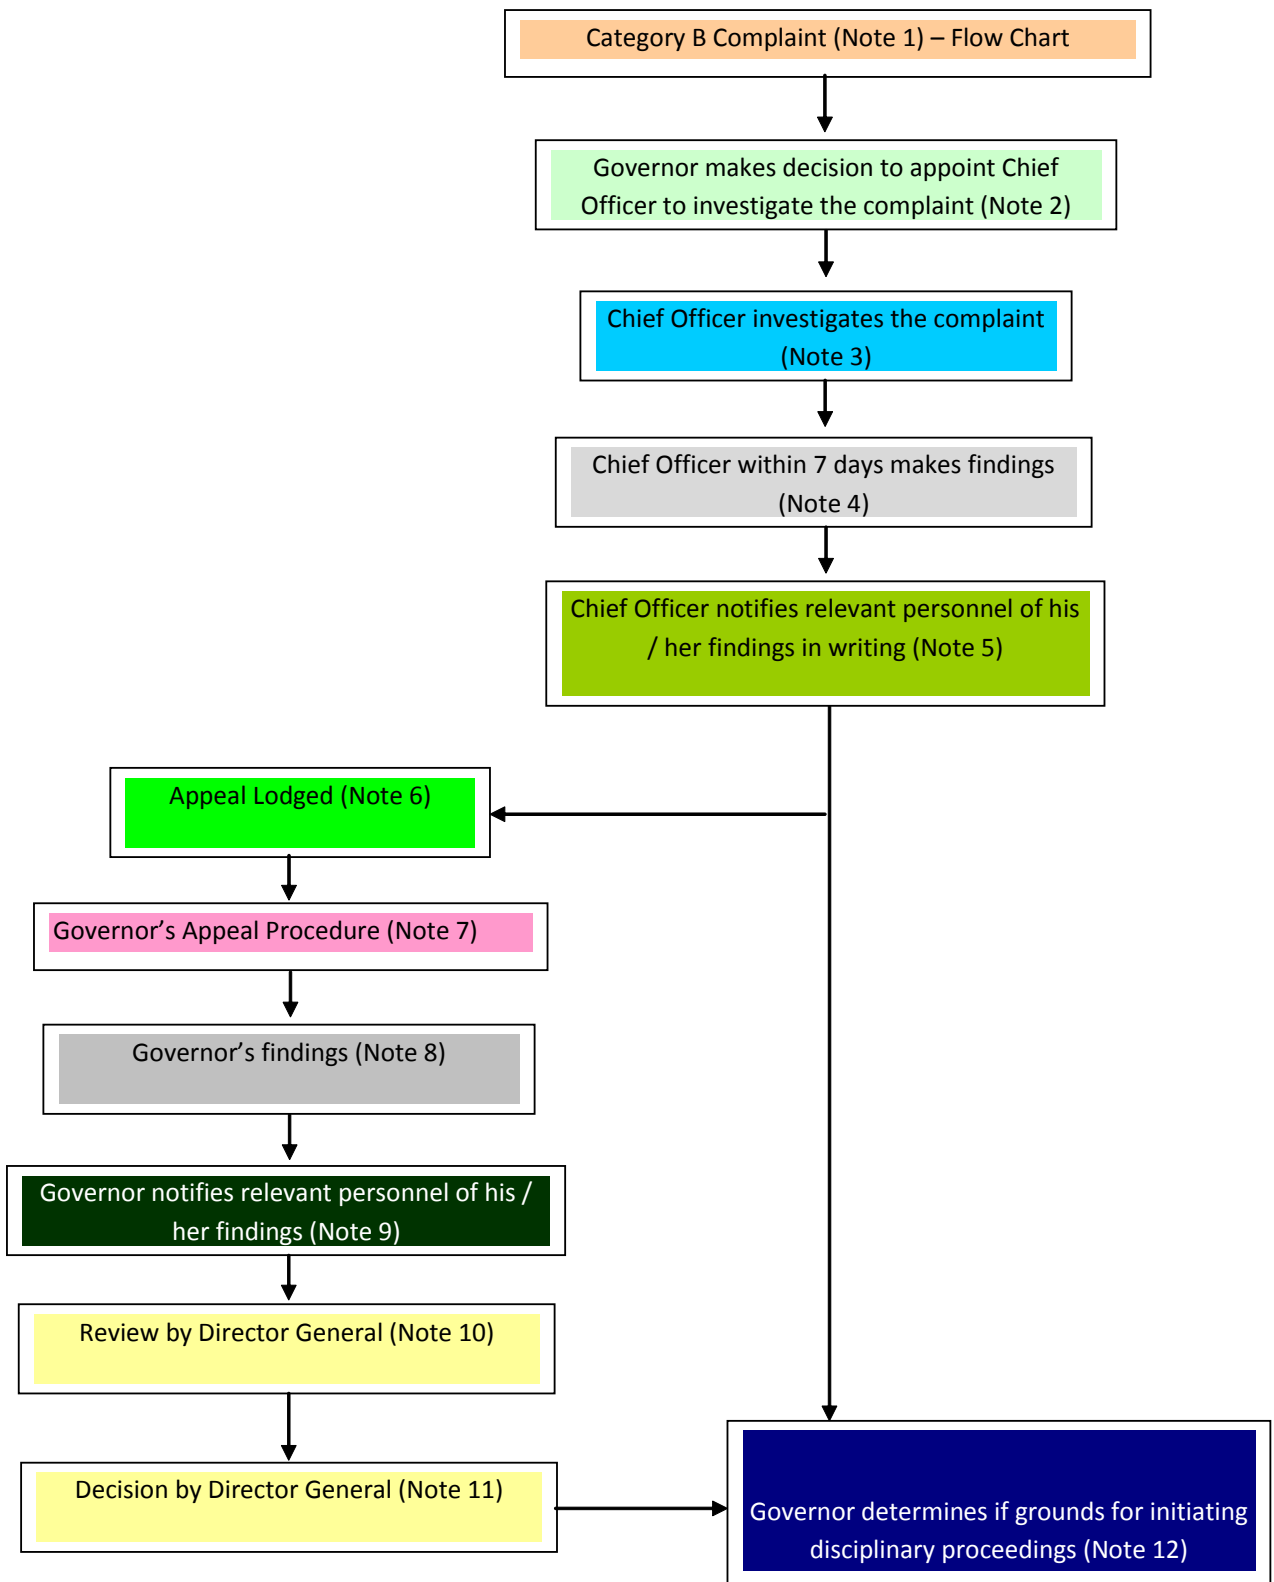 Category B Complaint (Note 1) – Flow Chart
Governor makes decision to appoint Chief
Officer to investigate the complaint (Note 2)
Chief Officer investigates the complaint
(Note 3)
Chief Officer within 7 days makes findings
(Note 4)
Chief Officer notifies relevant personnel of his
/ her findings in writing (Note 5)
Appeal Lodged (Note 6)
Governor’s Appeal Procedure (Note 7)
Governor’s findings (Note 8)
Governor notifies relevant personnel of his /
her findings (Note 9)
Review by Director General (Note 10)
Decision by Director General (Note 11)
Governor determines if grounds for initiating
disciplinary proceedings (Note 12)